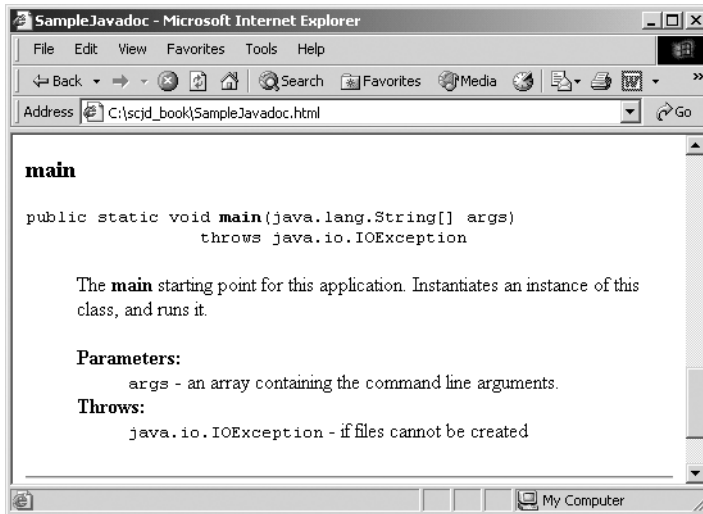 SampleJavadoc - Microsoft Internet Explorer
File Edit View Favorites Tools Help
Back Search Favorites Media »
Address C:\scjd_book\SampleJavadoc.html Go
main
public static void main(java.lang.String[] args)
throws java.io.IOException
The main starting point for this application. Instantiates an instance of this
class, and runs it.
Parameters:
args - an array containing the command line arguments.
Throws:
java.io.IOException - if files cannot be created
My Computer